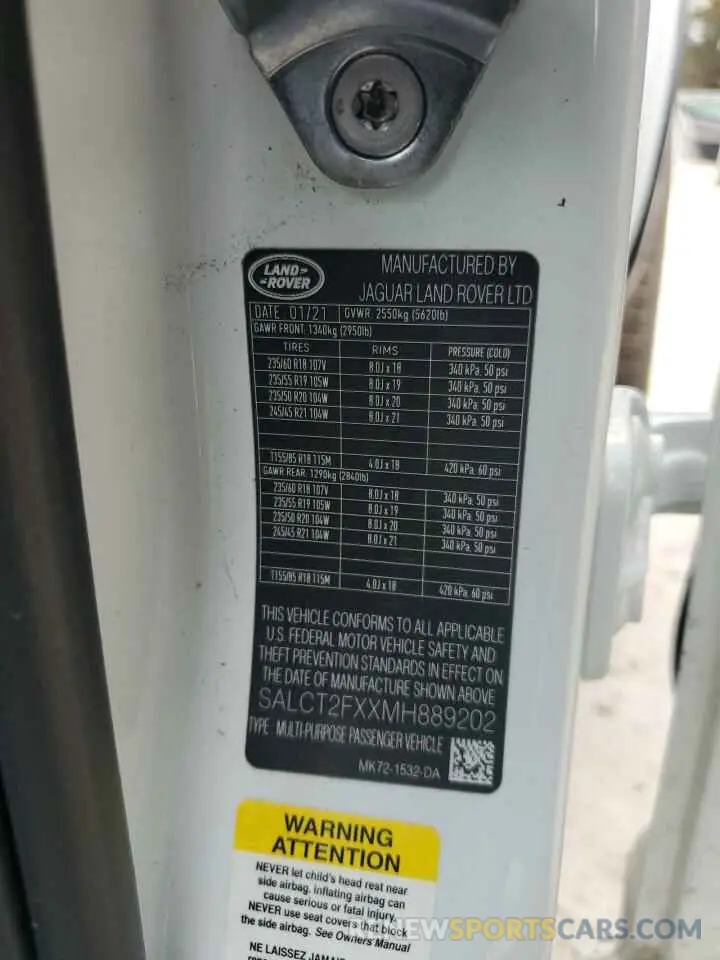 LAND ROVER
MANUFACTURED BY
JAGUAR LAND ROVER LTD
DATE 01/21 GVWR: 2550kg (5620lb)
GAWR FRONT: 1340kg (2950lb)
TIRES RIMS PRESSURE (COLD)
235/60 R18 107V 8.0J x 18 340 kPa. 50 psi
235/55 R19 105W 8.0J x 19 340 kPa. 50 psi
235/50 R20 104W 8.0J x 20 340 kPa. 50 psi
245/45 R21 104W 8.0J x 21 340 kPa. 50 psi
T155/85 R18 115M 4.0J x 18 420 kPa. 60 psi
GAWR REAR: 1290kg (2840lb)
235/60 R18 107V 8.0J x 18 340 kPa. 50 psi
235/55 R19 105W 8.0J x 19 340 kPa. 50 psi
235/50 R20 104W 8.0J x 20 340 kPa. 50 psi
245/45 R21 104W 8.0J x 21 340 kPa. 50 psi
T155/85 R18 115M 4.0J x 18 420 kPa. 60 psi
THIS VEHICLE CONFORMS TO ALL APPLICABLE
U.S. FEDERAL MOTOR VEHICLE SAFETY AND
THEFT PREVENTION STANDARDS IN EFFECT ON
THE DATE OF MANUFACTURE SHOWN ABOVE
SALCT2FXXMH889202
TYPE: MULTI-PURPOSE PASSENGER VEHICLE
MK72-1532-DA
WARNING
ATTENTION
NEVER let child's head rest near
side airbag, inflating airbag can
cause serious or fatal injury.
NEVER use seat covers that block
the side airbag. See Owners Manual
NE LAISSEZ JAMAI
RENEWSPORTSCARS.COM